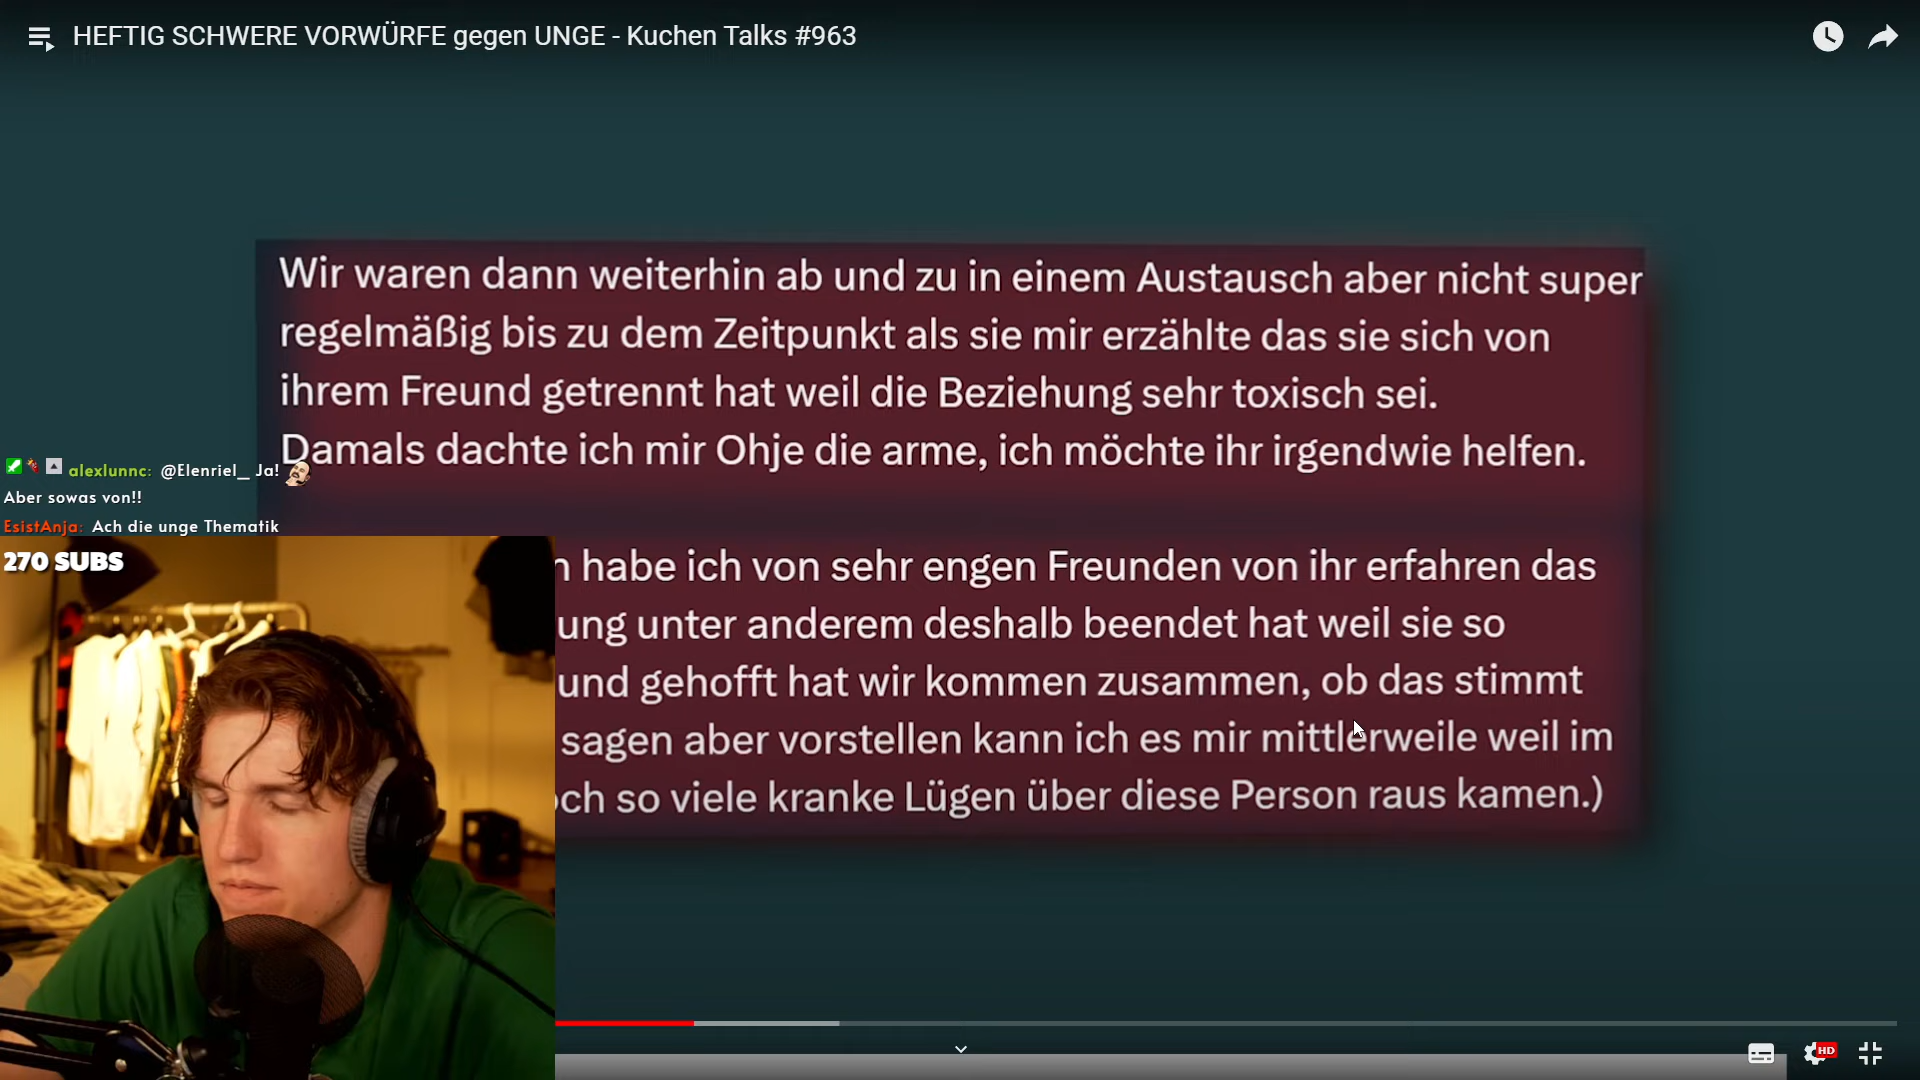 HEFTIG SCHWERE VORWÜRFE gegen UNGE - Kuchen Talks #963
Wir waren dann weiterhin ab und zu in einem Austausch aber nicht super
regelmäßig bis zu dem Zeitpunkt als sie mir erzählte das sie sich von
ihrem Freund getrennt hat weil die Beziehung sehr toxisch sei.
Damals dachte ich mir Ohje die arme, ich möchte ihr irgendwie helfen.
alexlunnc: @Elenriel_ Ja!
Aber sowas von!!
EsistAnja: Ach die unge Thematik
270 SUBS
habe ich von sehr engen Freunden von ihr erfahren das
unter anderem deshalb beendet hat weil sie so
und gehofft hat wir kommen zusammen, ob das stimmt
sagen aber vorstellen kann ich es mir mittlerweile weil im
so viele kranke Lügen über diese Person raus kamen.)
HD